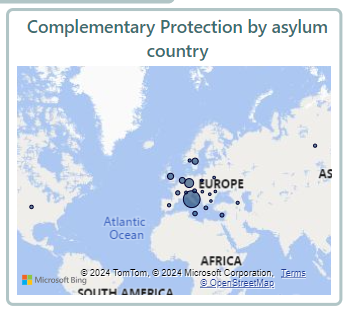 Complementary Protection by asylum
country
EUROPE
AS
Atlantic
Ocean
AFRICA
© 2024 TomTom, © 2024 Microsoft Corporation, Terms
Microsoft Bing
© OpenStreetMap
SOUTH AMERICA